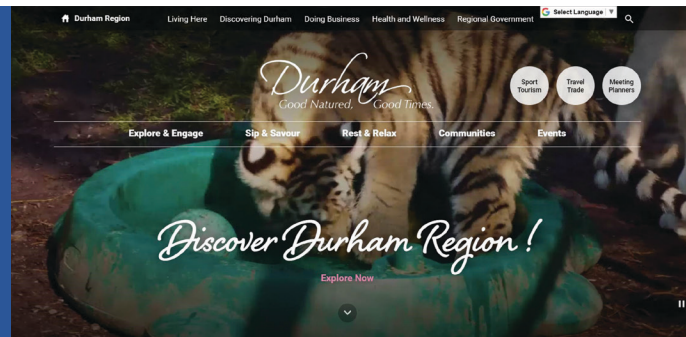 Durham Region
Living Here Discovering Durham Doing Business Health and Wellness Regional Government
G Select Language ▼
Durham
Good Natured. Good Times.
Sport
Tourism
Travel
Trade
Meeting
Planners
Explore & Engage Sip & Savour Rest & Relax Communities Events
Discover Durham Region!
Explore Now